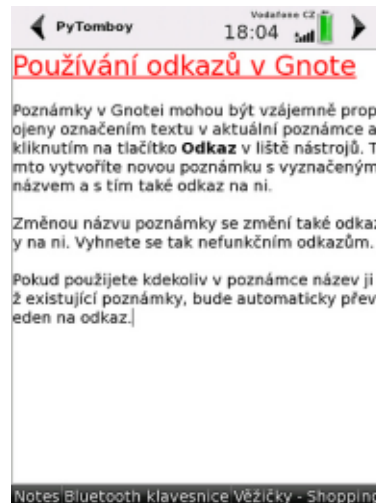 PyTomboy
Vodafone CZ
18:04
Používání odkazů v Gnote
Poznámky v Gnotei mohou být vzájemně prop
ojeny označením textu v aktuální poznámce a
kliknutím na tlačítko Odkaz v liště nástrojů. T
mto vytvoříte novou poznámku s vyznačeným
názvem a s tím také odkaz na ni.
Změnou názvu poznámky se změní také odkaz
y na ni. Vyhnete se tak nefunkčním odkazům.
Pokud použijete kdekoliv v poznámce název ji
ž existující poznámky, bude automaticky přev
eden na odkaz.
Notes Bluetooth klavesnice Věžičky - Shopping